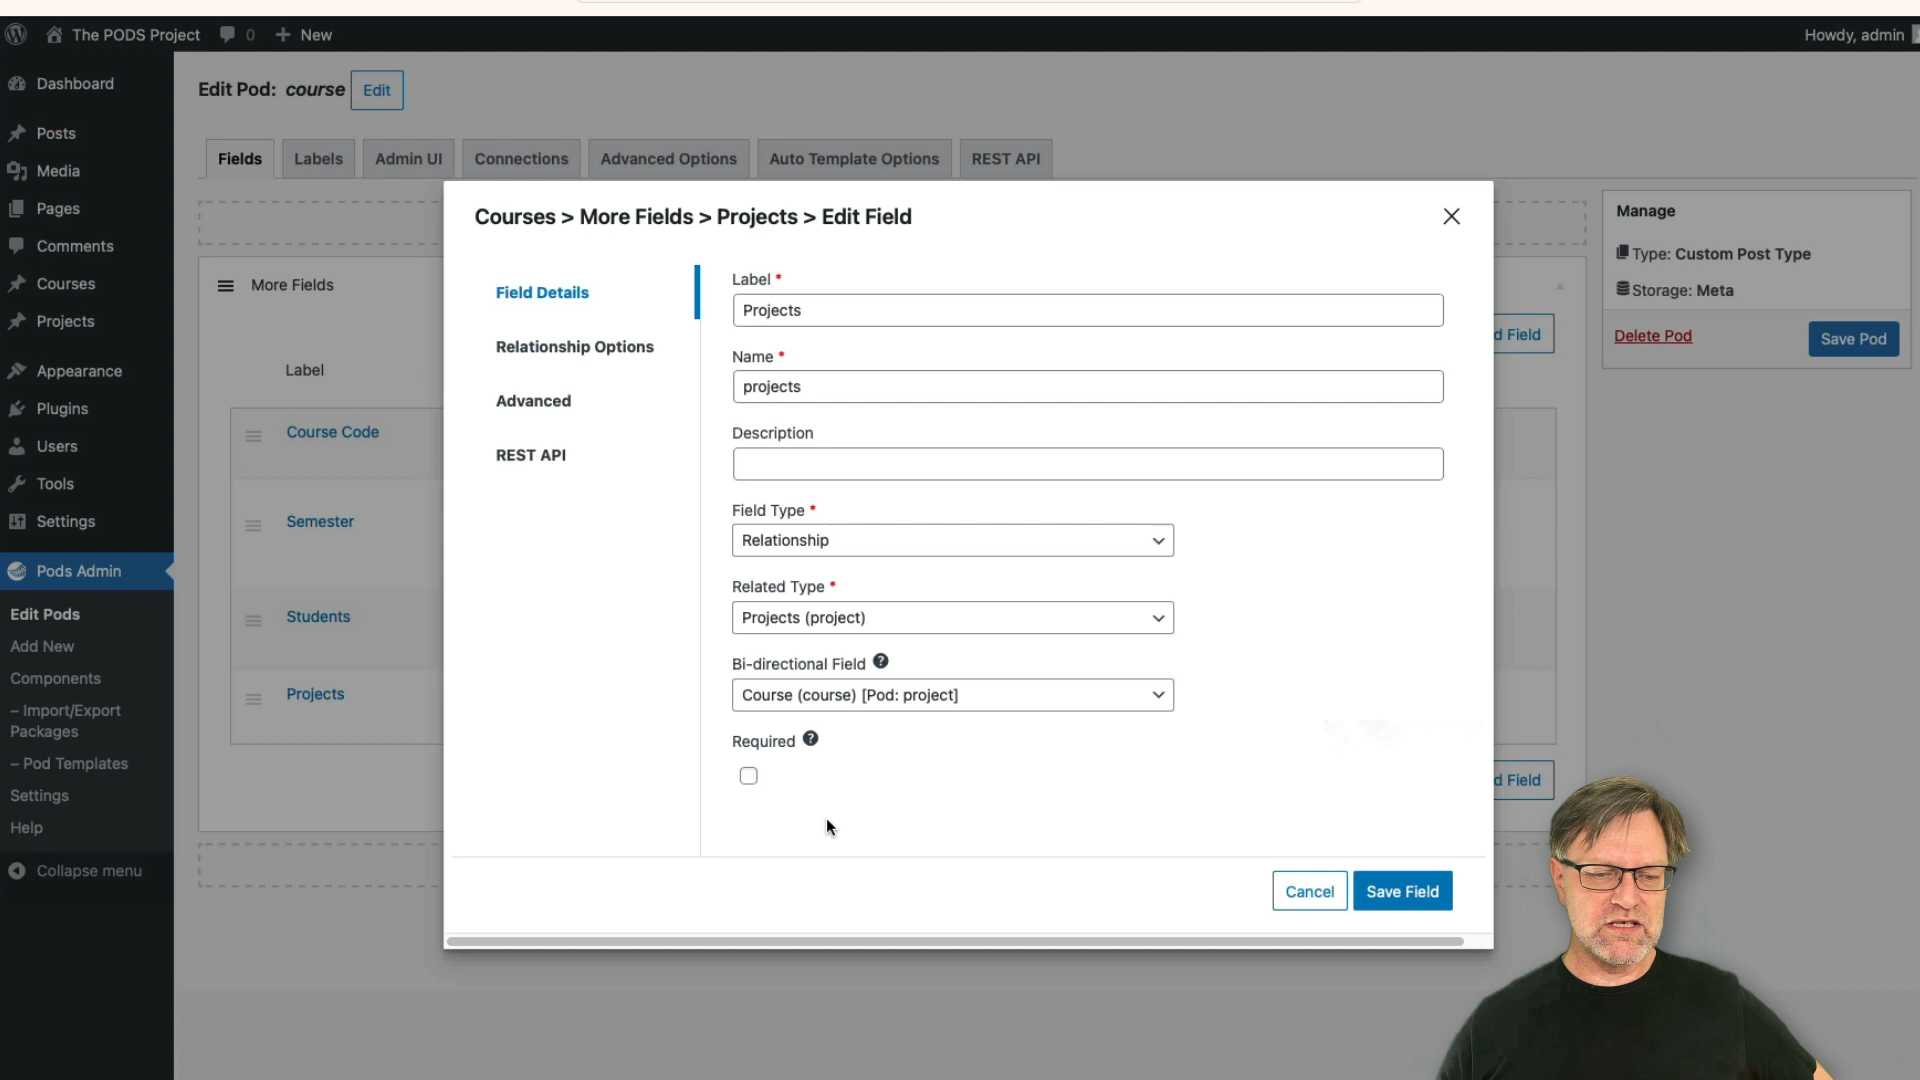 The PODS Project
0
New
Howdy, admin
Dashboard
Posts
Media
Pages
Comments
Courses
Projects
Appearance
Plugins
Users
Tools
Settings
Pods Admin
Edit Pods
Add New
Components
– Import/Export
Packages
– Pod Templates
Settings
Help
Collapse menu
Edit Pod: course
Edit
Fields
Labels
Admin UI
Connections
Advanced Options
Auto Template Options
REST API
More Fields
Label
Course Code
Semester
Students
Projects
Courses > More Fields > Projects > Edit Field
Field Details
Relationship Options
Advanced
REST API
Label *
Projects
Name *
projects
Description
Field Type *
Relationship
Related Type *
Projects (project)
Bi-directional Field ?
Course (course) [Pod: project]
Required ?
Cancel
Save Field
d Field
d Field
Manage
Type: Custom Post Type
Storage: Meta
Delete Pod
Save Pod